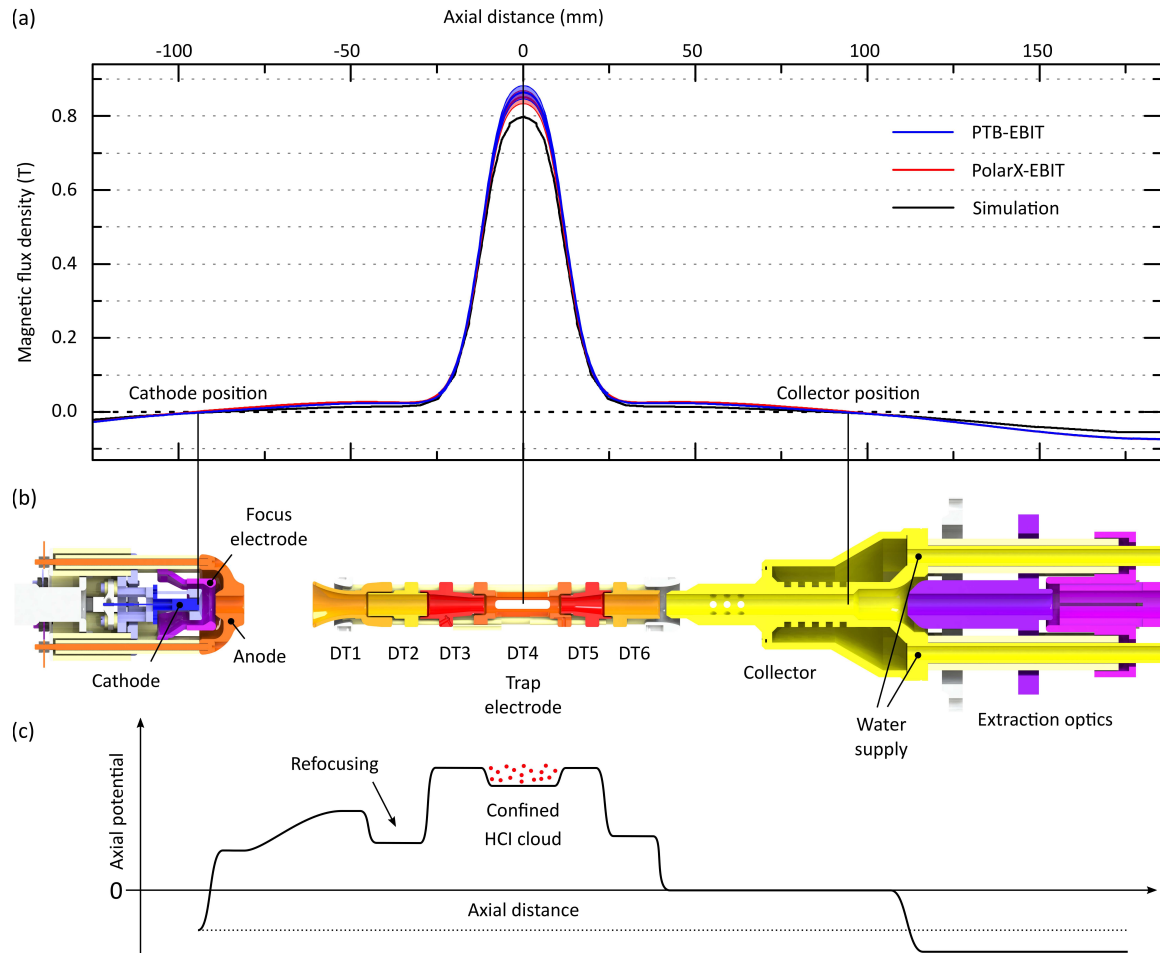 (a)
Axial distance (mm)
-100 -50 0 50 100 150
Magnetic flux density (T)
0.8
0.6
0.4
0.2
0.0
PTB-EBIT
PolarX-EBIT
Simulation
Cathode position
Collector position
(b)
Focus
electrode
Anode
Cathode
DT1 DT2 DT3 DT4 DT5 DT6
Trap
electrode
Collector
Water
supply
Extraction optics
(c)
Axial potential
0
Refocusing
Confined
HCI cloud
Axial distance